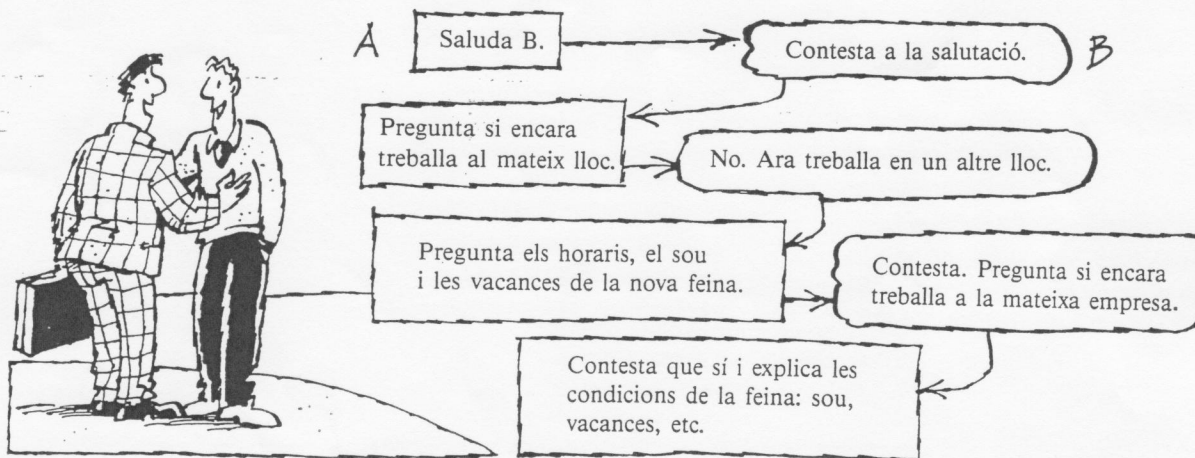 A
Saluda B.
Contesta a la salutació.
B
Pregunta si encara
treballa al mateix lloc.
No. Ara treballa en un altre lloc.
Pregunta els horaris, el sou
i les vacances de la nova feina.
Contesta. Pregunta si encara
treballa a la mateixa empresa.
Contesta que sí i explica les
condicions de la feina: sou,
vacances, etc.